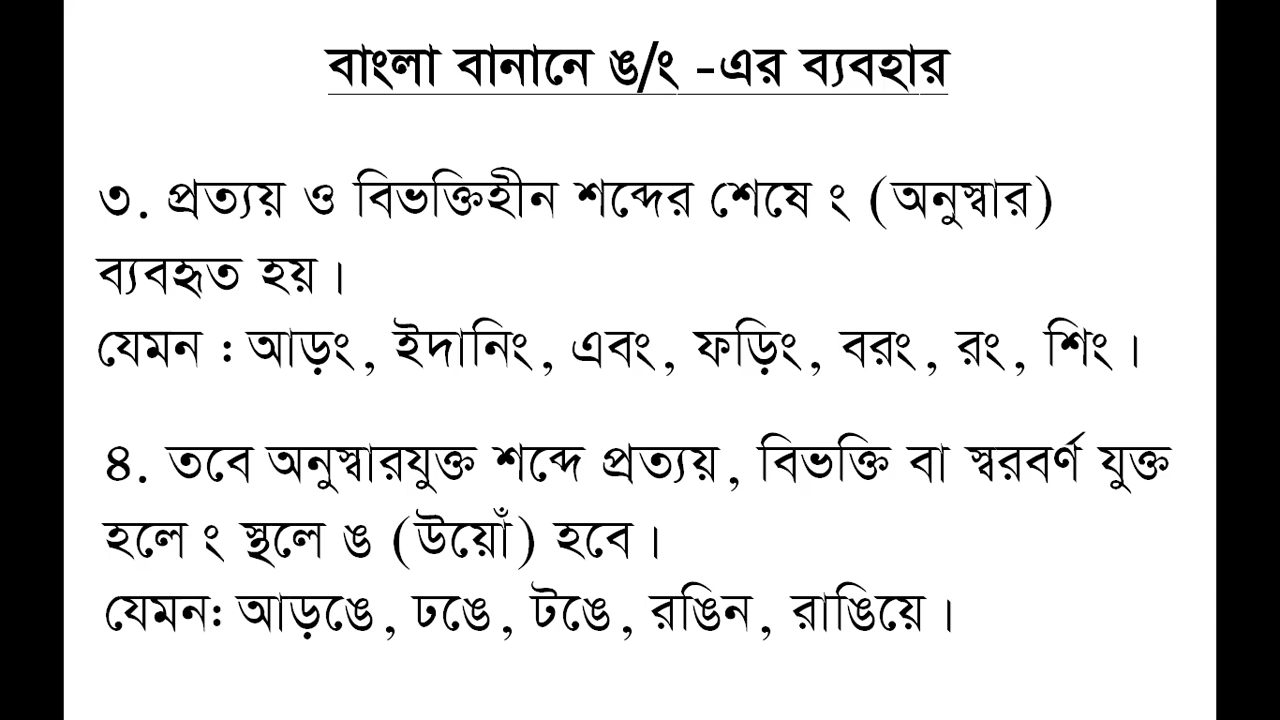 বাংলা বানানে ঙ/ং -এর ব্যবহার
৩. প্রত্যয় ও বিভক্তিহীন শব্দের শেষে ং (অনুস্বার)
ব্যবহৃত হয়।
যেমন : আড়ং, ইদানিং, এবং, ফড়িং, বরং, রং, শিং।
৪. তবে অনুস্বারযুক্ত শব্দে প্রত্যয়, বিভক্তি বা স্বরবর্ণ যুক্ত
হলে ং স্থলে ঙ (উয়োঁ) হবে।
যেমনঃ আড়ঙে, ঢঙে, টঙে, রঙিন, রাঙিয়ে।